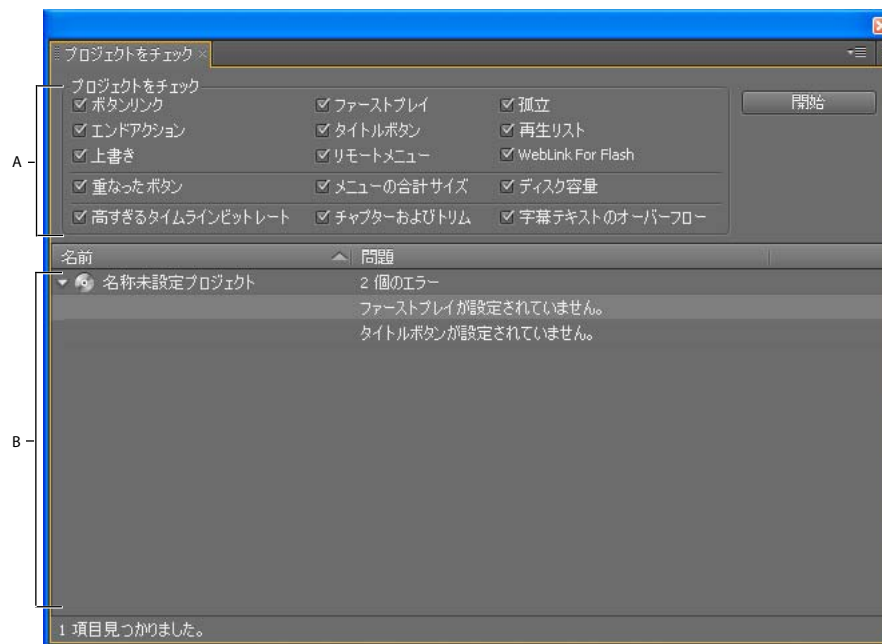 プロジェクトをチェック
プロジェクトをチェック
ボタンリンク ファーストプレイ 孤立 開始
エンドアクション タイトルボタン 再生リスト
A
上書き リモートメニュー WebLink For Flash
重なったボタン メニューの合計サイズ ディスク容量
高すぎるタイムラインビットレート チャプターおよびトリム 字幕テキストのオーバーフロー
名前 問題
名称未設定プロジェクト 2 個のエラー
ファーストプレイが設定されていません。
タイトルボタンが設定されていません。
B
1 項目見つかりました。